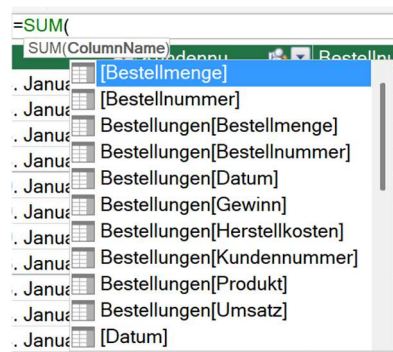 =SUM(
SUM(ColumnName)
[Bestellmenge]
[Bestellnummer]
Bestellungen[Bestellmenge]
Bestellungen[Bestellnummer]
Bestellungen[Datum]
Bestellungen[Gewinn]
Bestellungen[Herstellkosten]
Bestellungen[Kundennummer]
Bestellungen[Produkt]
Bestellungen[Umsatz]
[Datum]